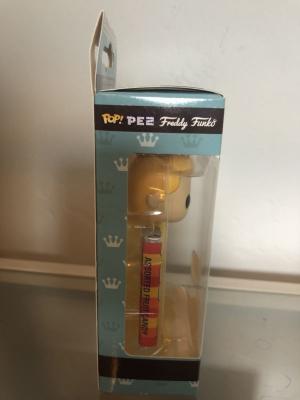 POP! PEZ Freddy Funko
ASSORTED FRUIT CANDY